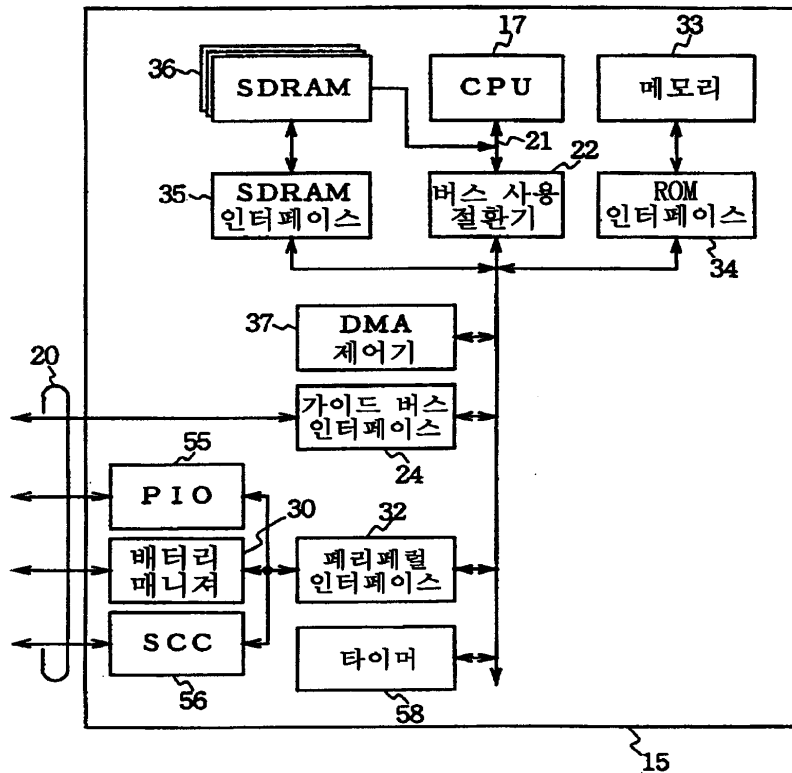 17
33
36
SDRAM
CPU
메모리
21
22
35
SDRAM
인터페이스
버스 사용
절환기
ROM
인터페이스
34
37
DMA
제어기
20
가이드 버스
인터페이스
24
55
PIO
30
32
배터리
매니져
페리페럴
인터페이스
SCC
타이머
56
58
15